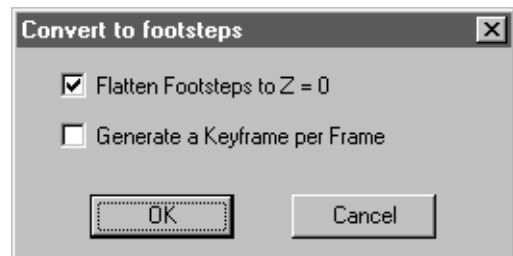 Convert to footsteps
Flatten Footsteps to Z = 0
Generate a Keyframe per Frame
OK Cancel